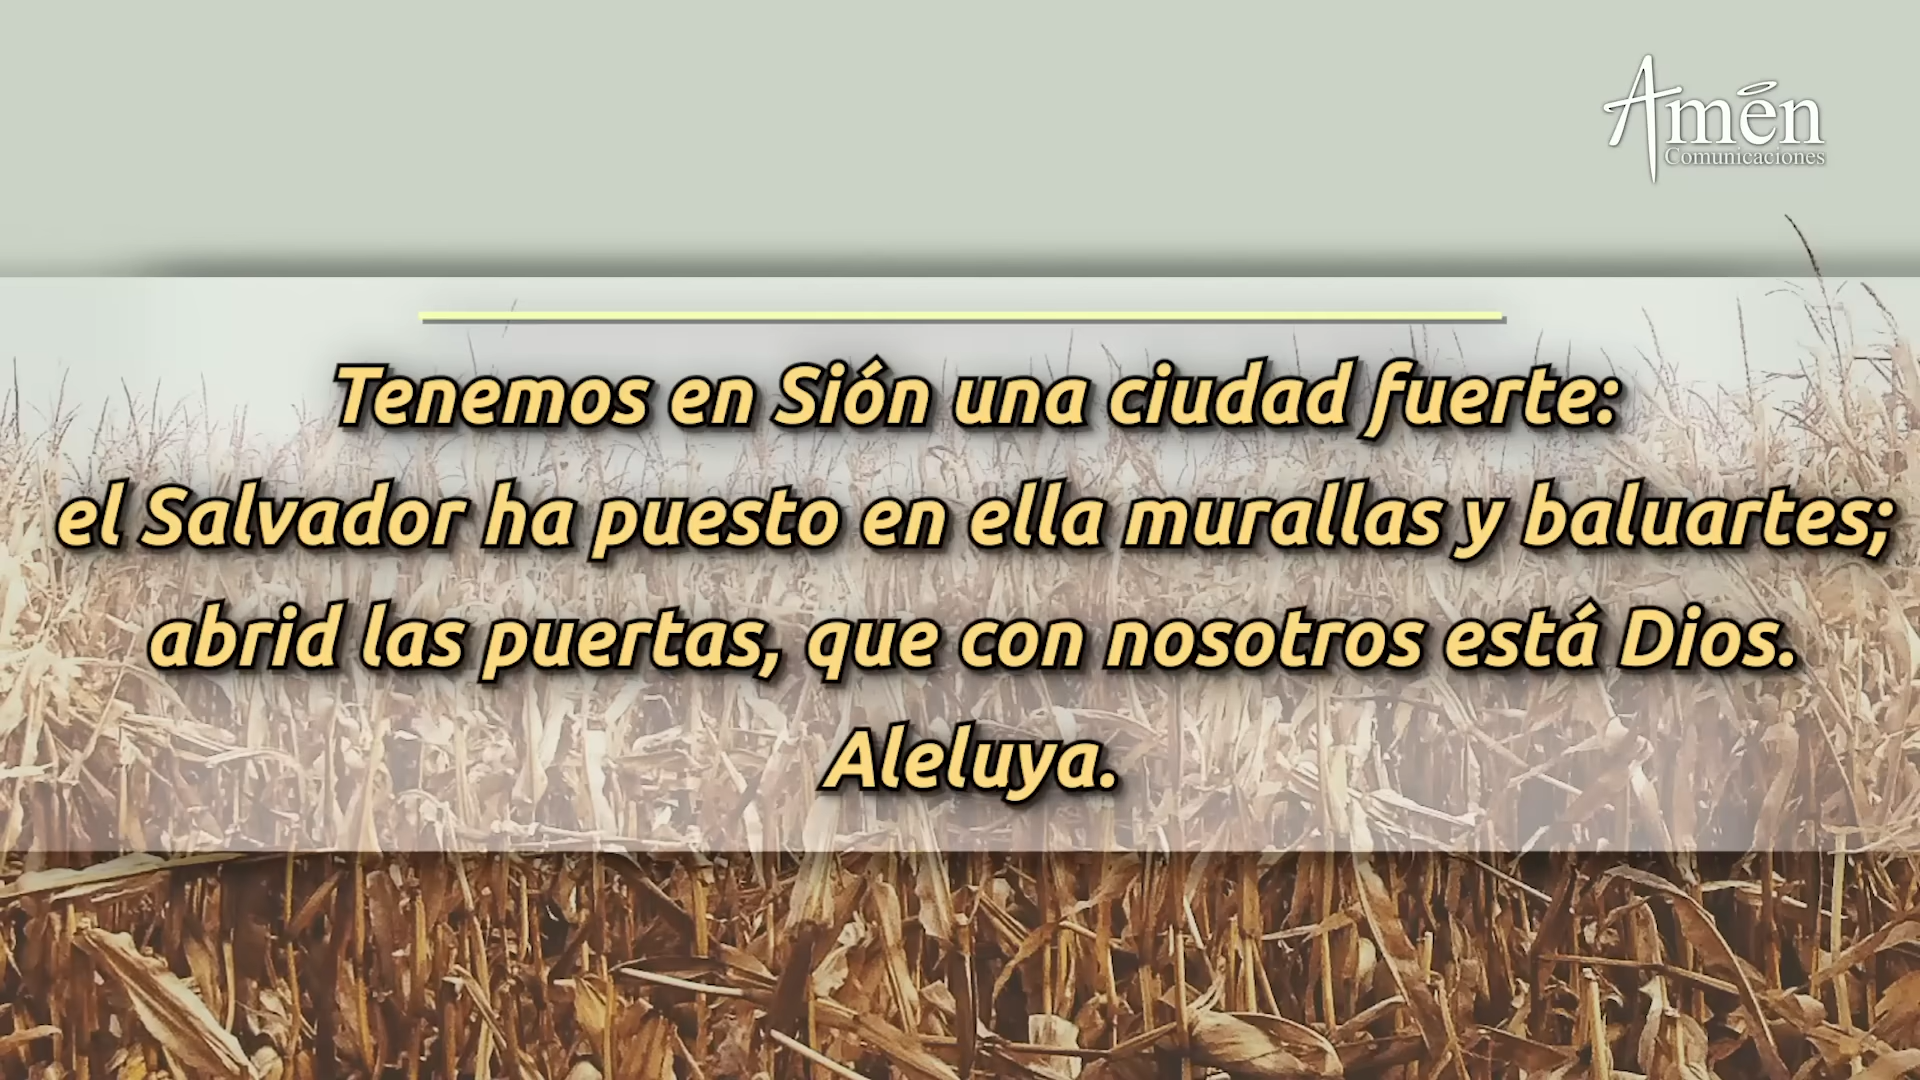 Amén
Comunicaciones
Tenemos en Sión una ciudad fuerte:
el Salvador ha puesto en ella murallas y baluartes;
abrid las puertas, que con nosotros está Dios.
Aleluya.